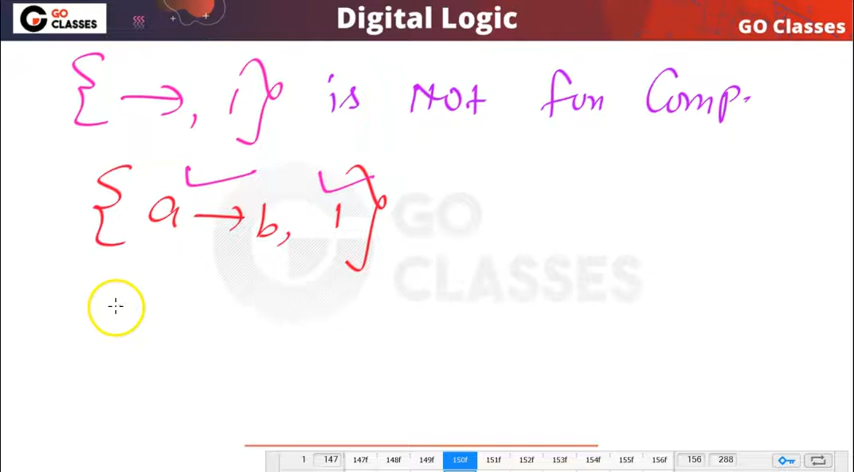 GO CLASSES
Digital Logic
GO Classes
{→, 1} is Not fun Comp.
{a → b, 1}
GO CLASSES
1 147 147f 148f 149f 150f 151f 152f 153f 154f 155f 156f 156 288